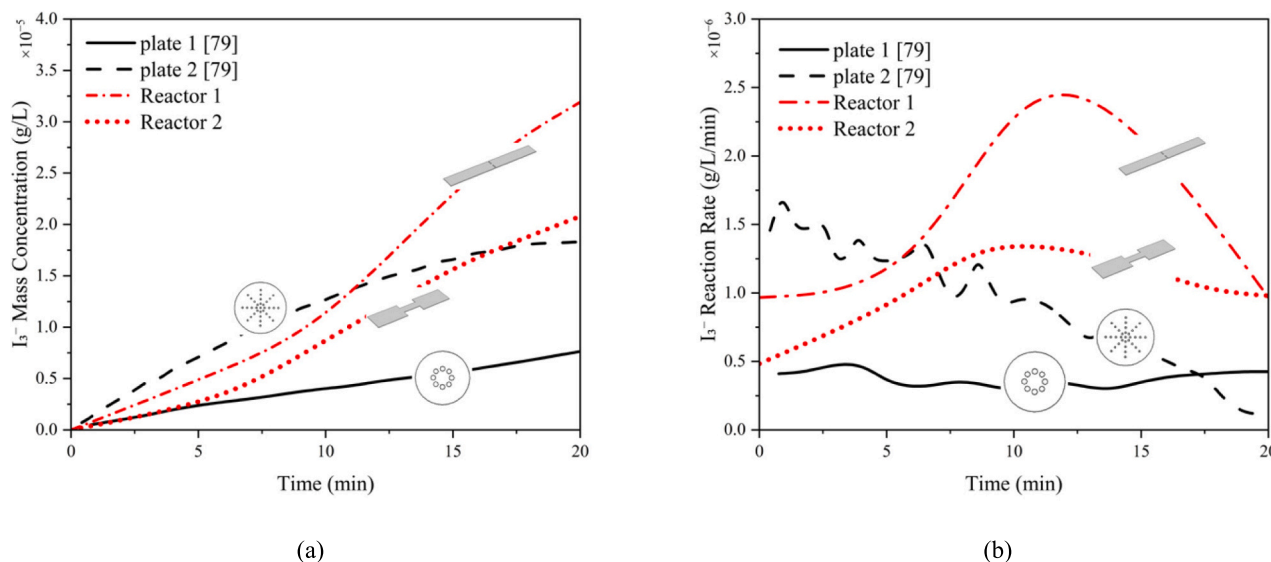 ×10⁻⁵
4.0
3.5
3.0
2.5
2.0
1.5
1.0
0.5
0.0
I₃⁻ Mass Concentration (g/L)
plate 1 [79]
plate 2 [79]
Reactor 1
Reactor 2
0 5 10 15 20
Time (min)
(a)
×10⁻⁶
3.0
2.5
2.0
1.5
1.0
0.5
0.0
I₃⁻ Reaction Rate (g/L/min)
plate 1 [79]
plate 2 [79]
Reactor 1
Reactor 2
0 5 10 15 20
Time (min)
(b)